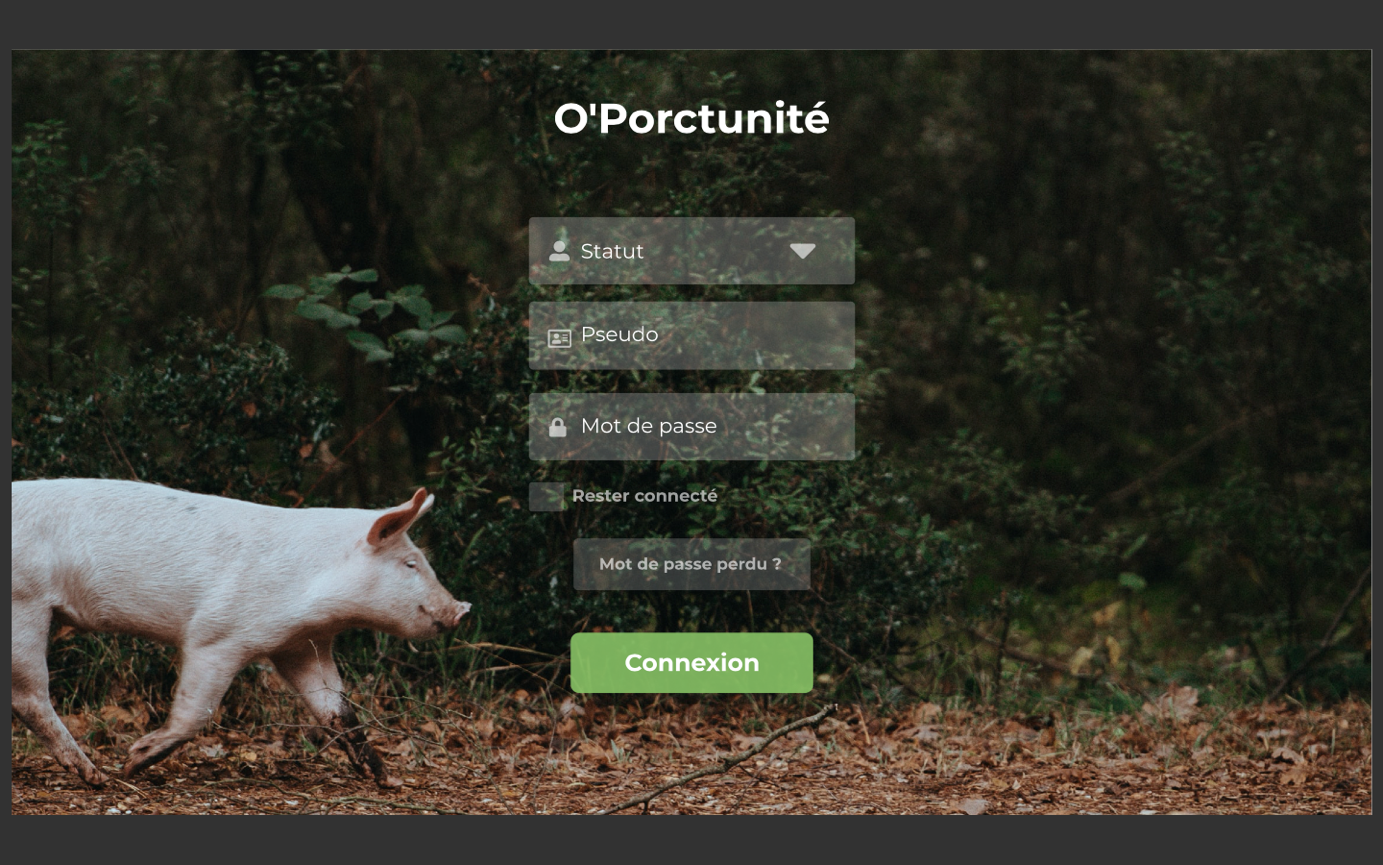 O'Porctunité
Statut
Pseudo
Mot de passe
Rester connecté
Mot de passe perdu ?
Connexion